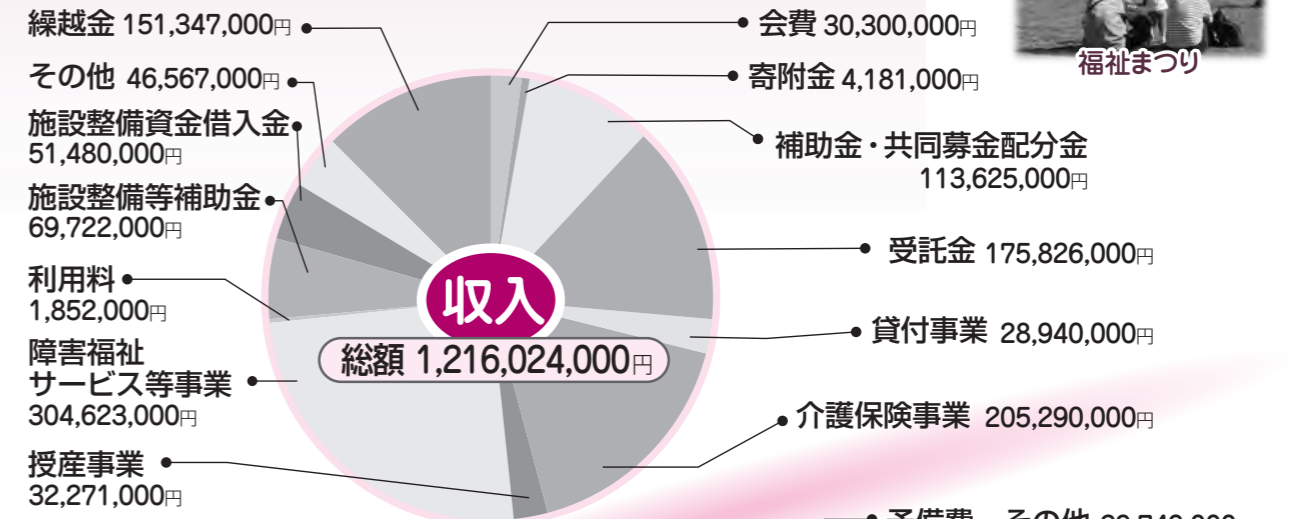 繰越金 151,347,000円
その他 46,567,000円
施設整備資金借入金
51,480,000円
施設整備等補助金
69,722,000円
利用料
1,852,000円
障害福祉
サービス等事業
304,623,000円
授産事業
32,271,000円
収入
総額 1,216,024,000円
会費 30,300,000円
寄附金 4,181,000円
補助金・共同募金配分金
113,625,000円
受託金 175,826,000円
貸付事業 28,940,000円
介護保険事業 205,290,000円
福祉まつり